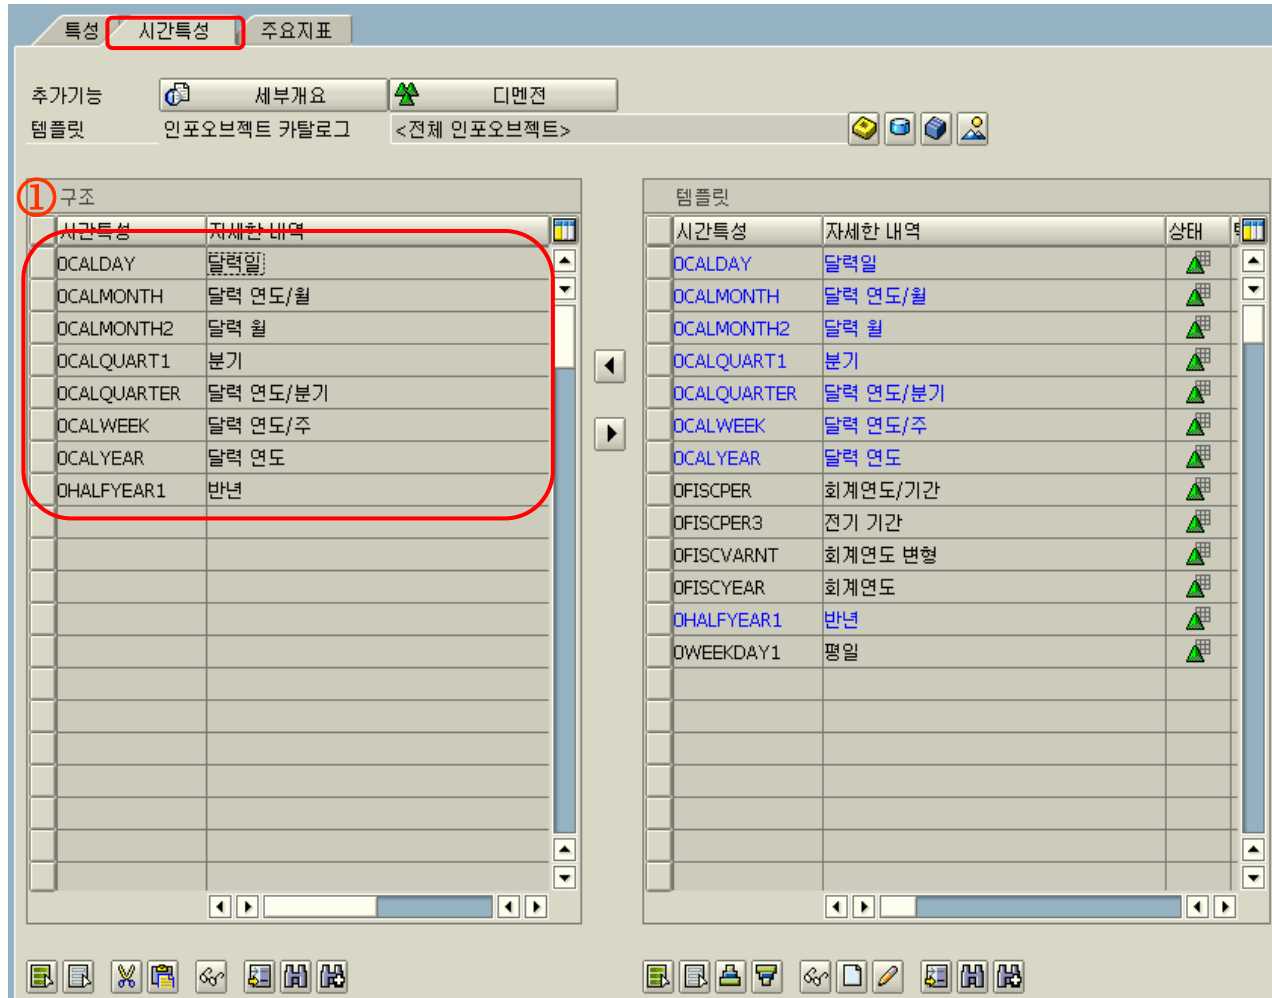 특성 시간특성 주요지표
추가기능 세부개요 디멘전
템플릿 인포오브젝트 카탈로그 <전체 인포오브젝트>
① 구조 템플릿
시간특성 자세한 내역 시간특성 자세한 내역 상태
0CALDAY 달력일 0CALDAY 달력일
0CALMONTH 달력 연도/월 0CALMONTH 달력 연도/월
0CALMONTH2 달력 월 0CALMONTH2 달력 월
0CALQUART1 분기 0CALQUART1 분기
0CALQUARTER 달력 연도/분기 0CALQUARTER 달력 연도/분기
0CALWEEK 달력 연도/주 0CALWEEK 달력 연도/주
0CALYEAR 달력 연도 0CALYEAR 달력 연도
0HALFYEAR1 반년 0FISCPER 회계연도/기간
0FISCPER3 전기 기간
0FISCVARNT 회계연도 변형
0FISCYEAR 회계연도
0HALFYEAR1 반년
0WEEKDAY1 평일